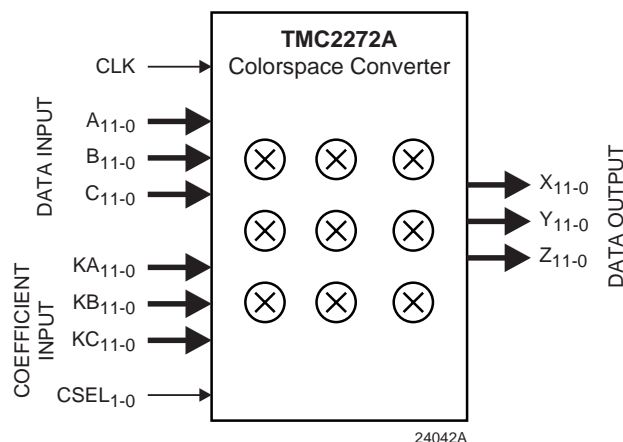 TMC2272A
Colorspace Converter
CLK
DATA INPUT
A11-0
B11-0
C11-0
COEFFICIENT
INPUT
KA11-0
KB11-0
KC11-0
CSEL1-0
X11-0
Y11-0
Z11-0
DATA OUTPUT
24042A